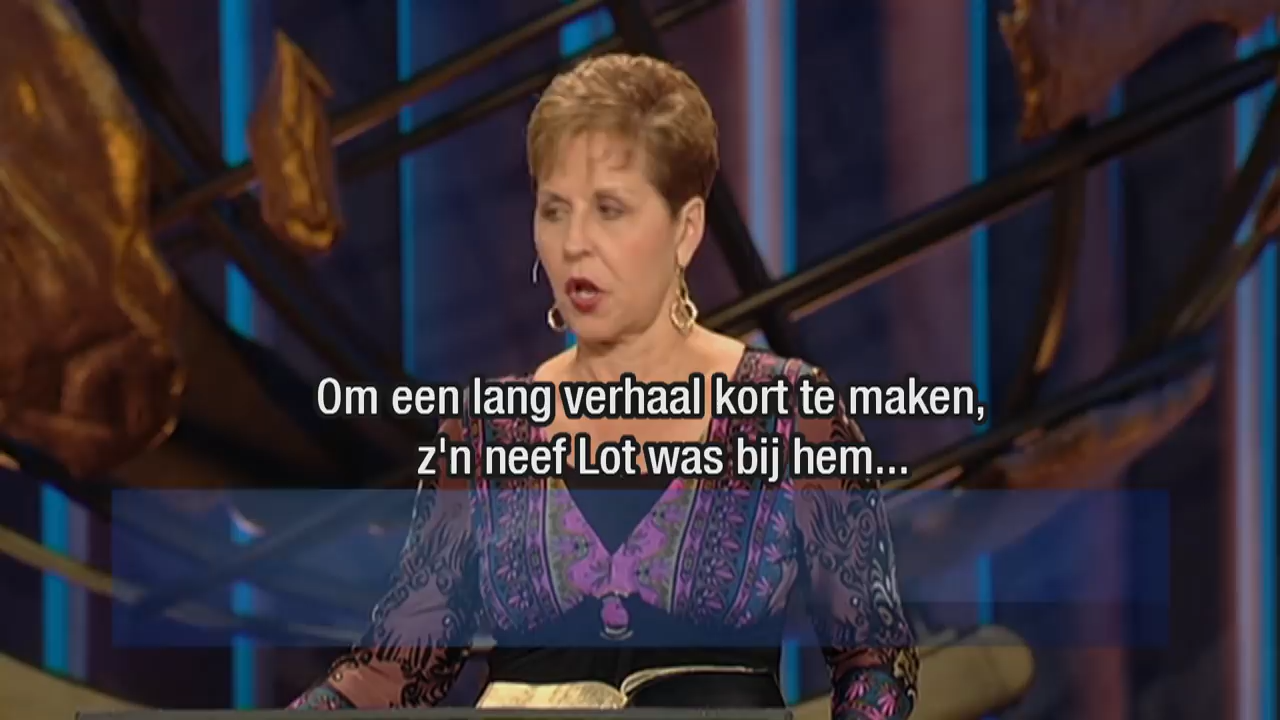 Om een lang verhaal kort te maken,
z'n neef Lot was bij hem...